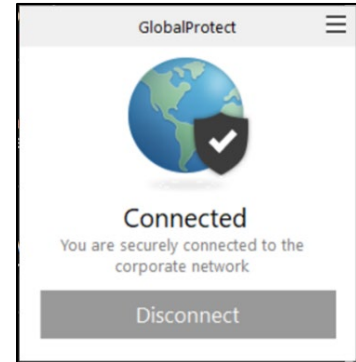 GlobalProtect
Connected
You are securely connected to the
corporate network
Disconnect